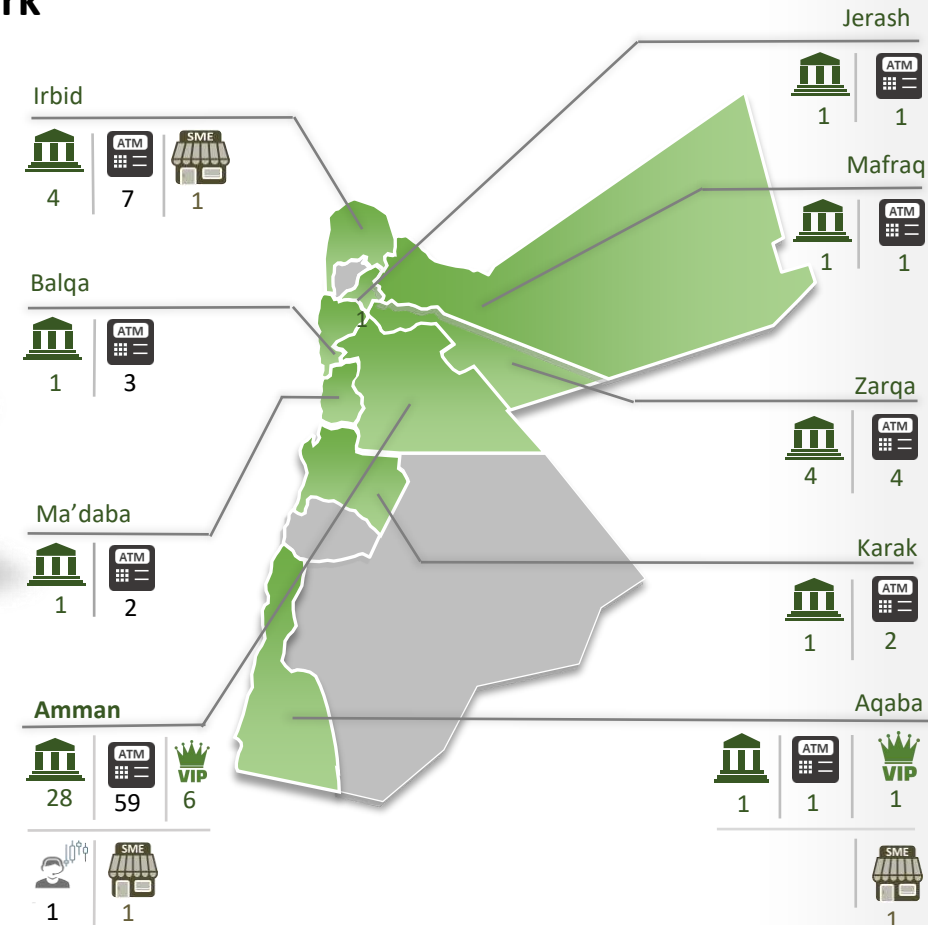 rk
Jerash
ATM
1
1
Irbid
ATM
SME
4
7
1
Mafraq
ATM
1
1
Balqa
ATM
1
3
1
Zarqa
ATM
4
4
Ma’daba
ATM
1
2
Karak
ATM
1
2
Amman
ATM
VIP
28
59
6
SME
1
1
Aqaba
ATM
VIP
1
1
1
SME
1